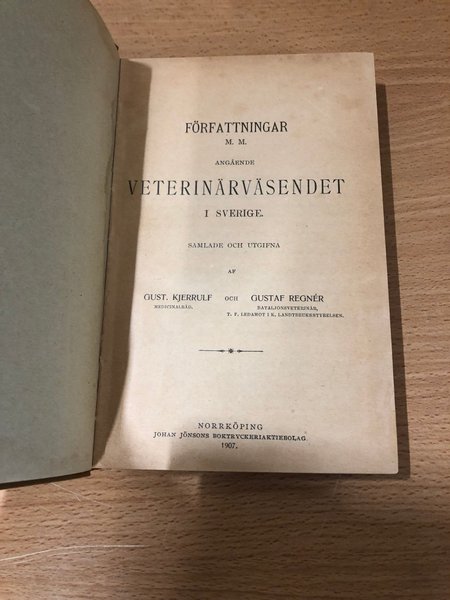 FÖRFATTNINGAR
M. M.
ANGÅENDE
VETERINÄRVÄSENDET
I SVERIGE.
SAMLADE OCH UTGIFNA
AF
GUST. KJERRULF OCH GUSTAF REGNÉR
MEDICINALRÅD, BATALJONSVETERINÄR,
T. F. LEDAMOT I K. LANDTBRUKSSTYRELSEN.
NORRKÖPING
JOHAN JÖNSONS BOKTRYCKERIAKTIEBOLAG
1907.